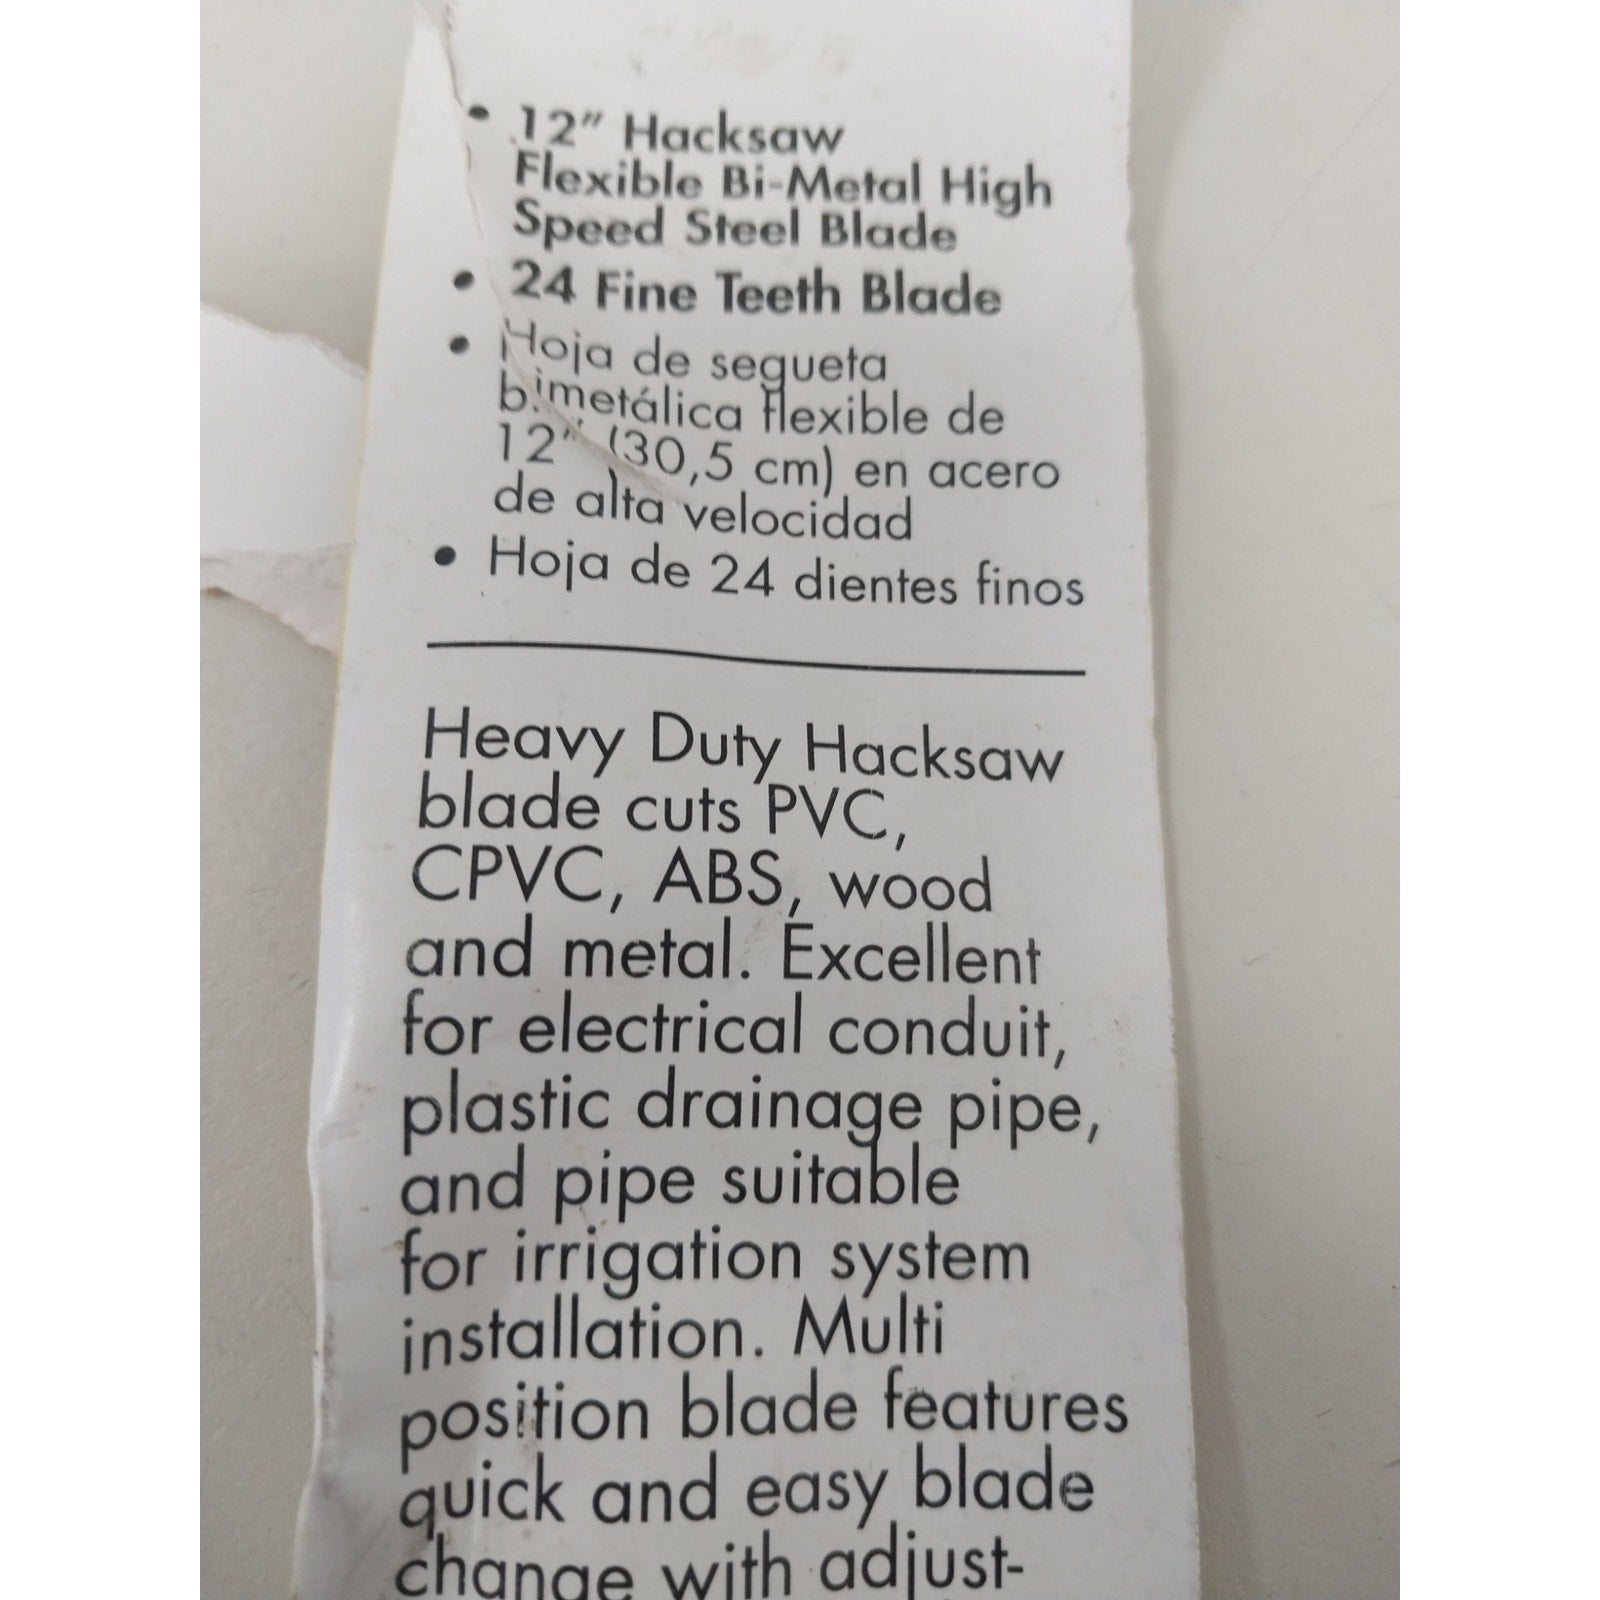 • 12" Hacksaw
Flexible Bi-Metal High
Speed Steel Blade
• 24 Fine Teeth Blade
• Hoja de segueta
bimetálica flexible de
12" (30,5 cm) en acero
de alta velocidad
• Hoja de 24 dientes finos
Heavy Duty Hacksaw
blade cuts PVC,
CPVC, ABS, wood
and metal. Excellent
for electrical conduit,
plastic drainage pipe,
and pipe suitable
for irrigation system
installation. Multi
position blade features
quick and easy blade
change with adjust-